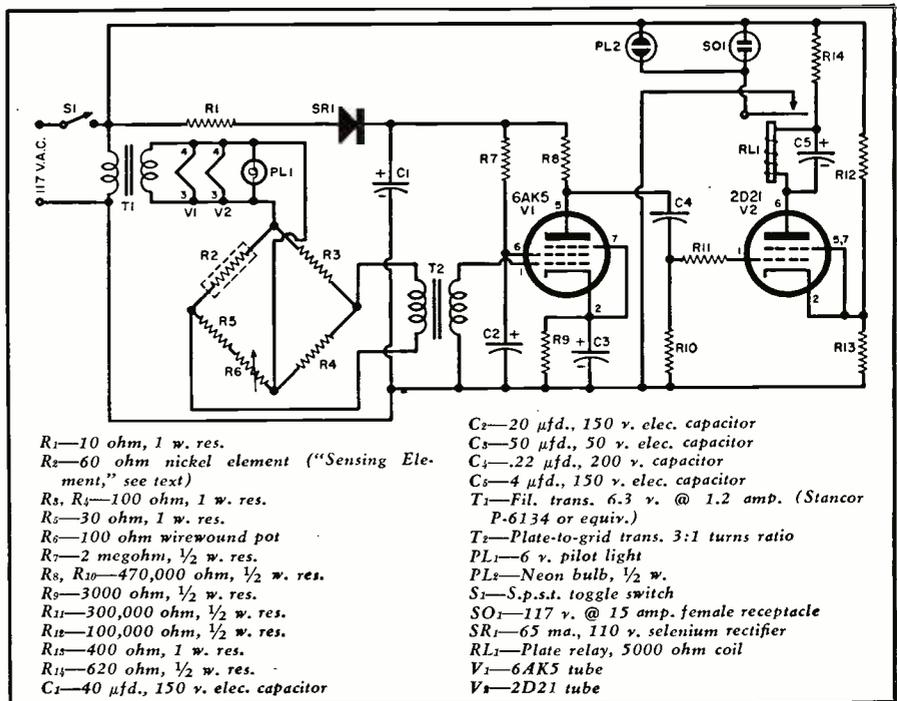 S1
117 V.A.C.
T1
R1
SR1
4
4
3
3
V1
V2
PL1
C1
+
-
R2
R3
R5
R6
R4
T2
R7
R8
6AK5
V1
5
6
7
1
2
C2
+
R9
C3
+
-
C4
R11
R10
PL2
SO1
R14
RL1
C5
+
R12
2D21
V2
6
1
5,7
2
R13
R1—10 ohm, 1 w. res.
R2—60 ohm nickel element ("Sensing Ele-
ment," see text)
R3, R4—100 ohm, 1 w. res.
R5—30 ohm, 1 w. res.
R6—100 ohm wirewound pot
R7—2 megohm, ½ w. res.
R8, R10—470,000 ohm, ½ w. res.
R9—3000 ohm, ½ w. res.
R11—300,000 ohm, ½ w. res.
R12—100,000 ohm, ½ w. res.
R13—400 ohm, 1 w. res.
R14—620 ohm, ½ w. res.
C1—40 µfd., 150 v. elec. capacitor
C2—20 µfd., 150 v. elec. capacitor
C3—50 µfd., 50 v. elec. capacitor
C4—.22 µfd., 200 v. capacitor
C5—4 µfd., 150 v. elec. capacitor
T1—Fil. trans. 6.3 v. @ 1.2 amp. (Stancor
P-6134 or equiv.)
T2—Plate-to-grid trans. 3:1 turns ratio
PL1—6 v. pilot light
PL2—Neon bulb, ½ w.
S1—S.p.s.t. toggle switch
SO1—117 v. @ 15 amp. female receptacle
SR1—65 ma., 110 v. selenium rectifier
RL1—Plate relay, 5000 ohm coil
V1—6AK5 tube
V2—2D21 tube